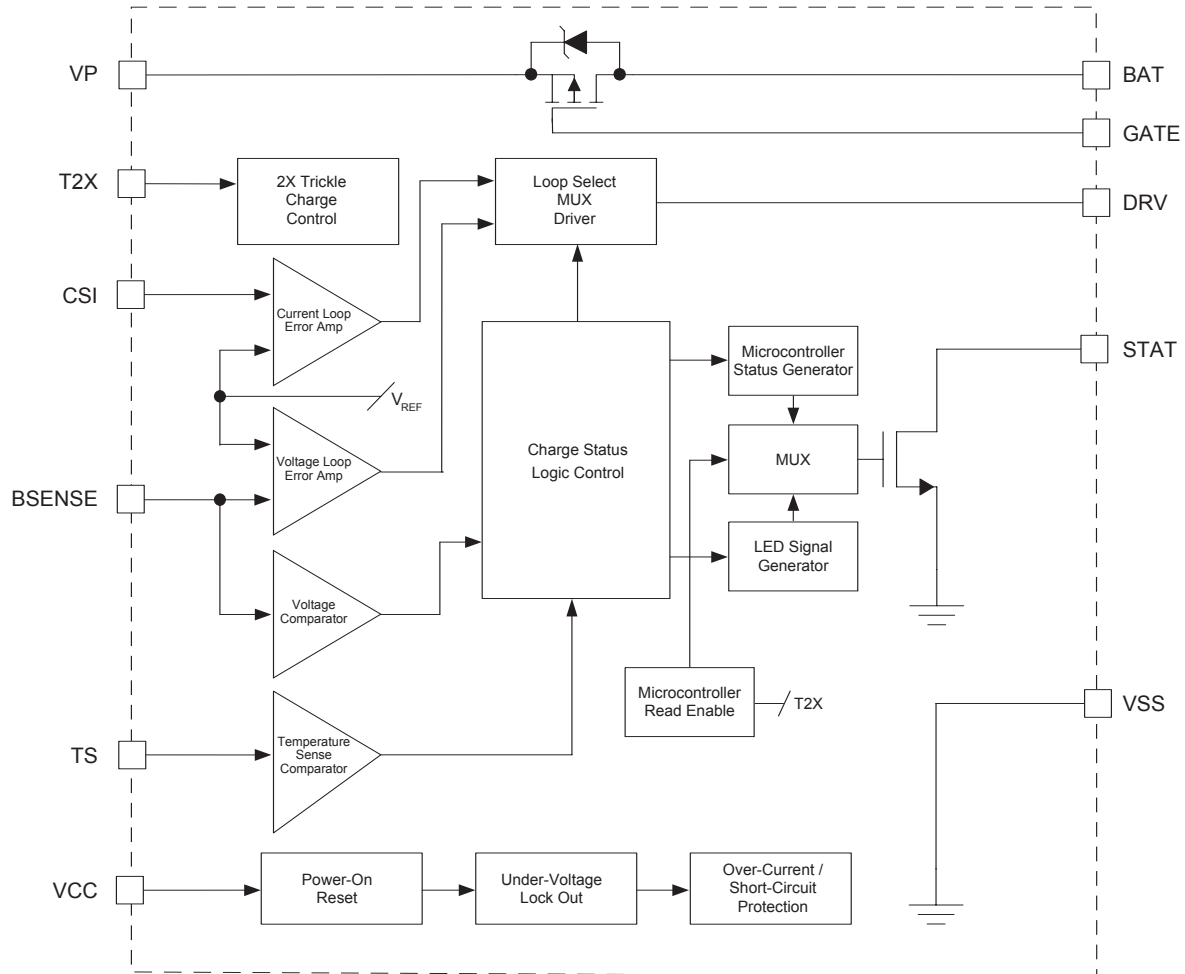 VP
BAT
GATE
T2X
2X Trickle
Charge
Control
Loop Select
MUX
Driver
DRV
CSI
Current Loop
Error Amp
VREF
Microcontroller
Status Generator
STAT
Charge Status
Logic Control
MUX
Voltage Loop
Error Amp
BSENSE
LED Signal
Generator
Voltage
Comparator
Microcontroller
Read Enable
T2X
VSS
TS
Temperature
Sense
Comparator
VCC
Power-On
Reset
Under-Voltage
Lock Out
Over-Current /
Short-Circuit
Protection